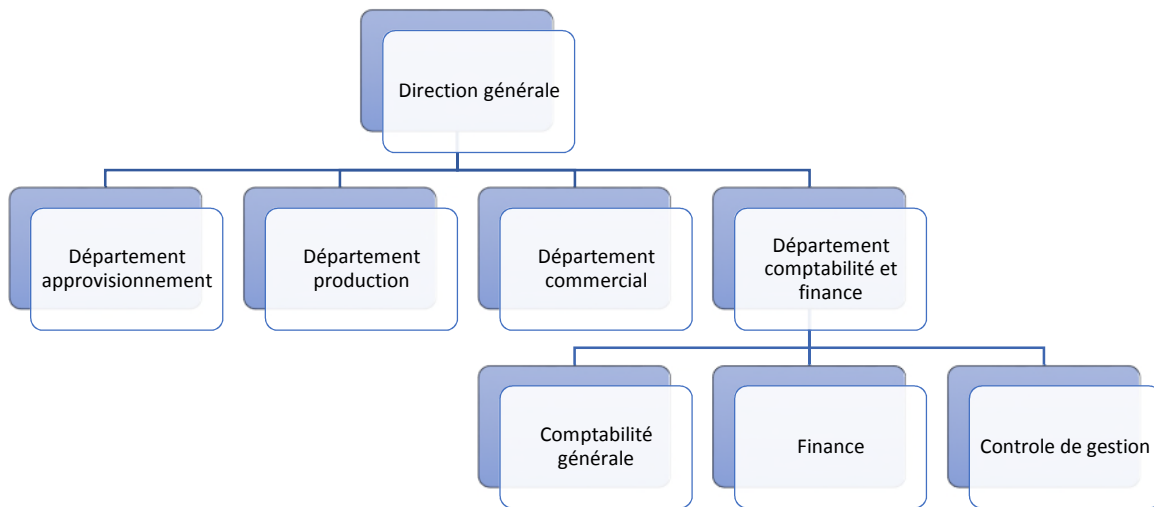 Direction générale
Département
approvisionnement
Département
production
Département
commercial
Département
comptabilité et
finance
Comptabilité
générale
Finance
Controle de gestion